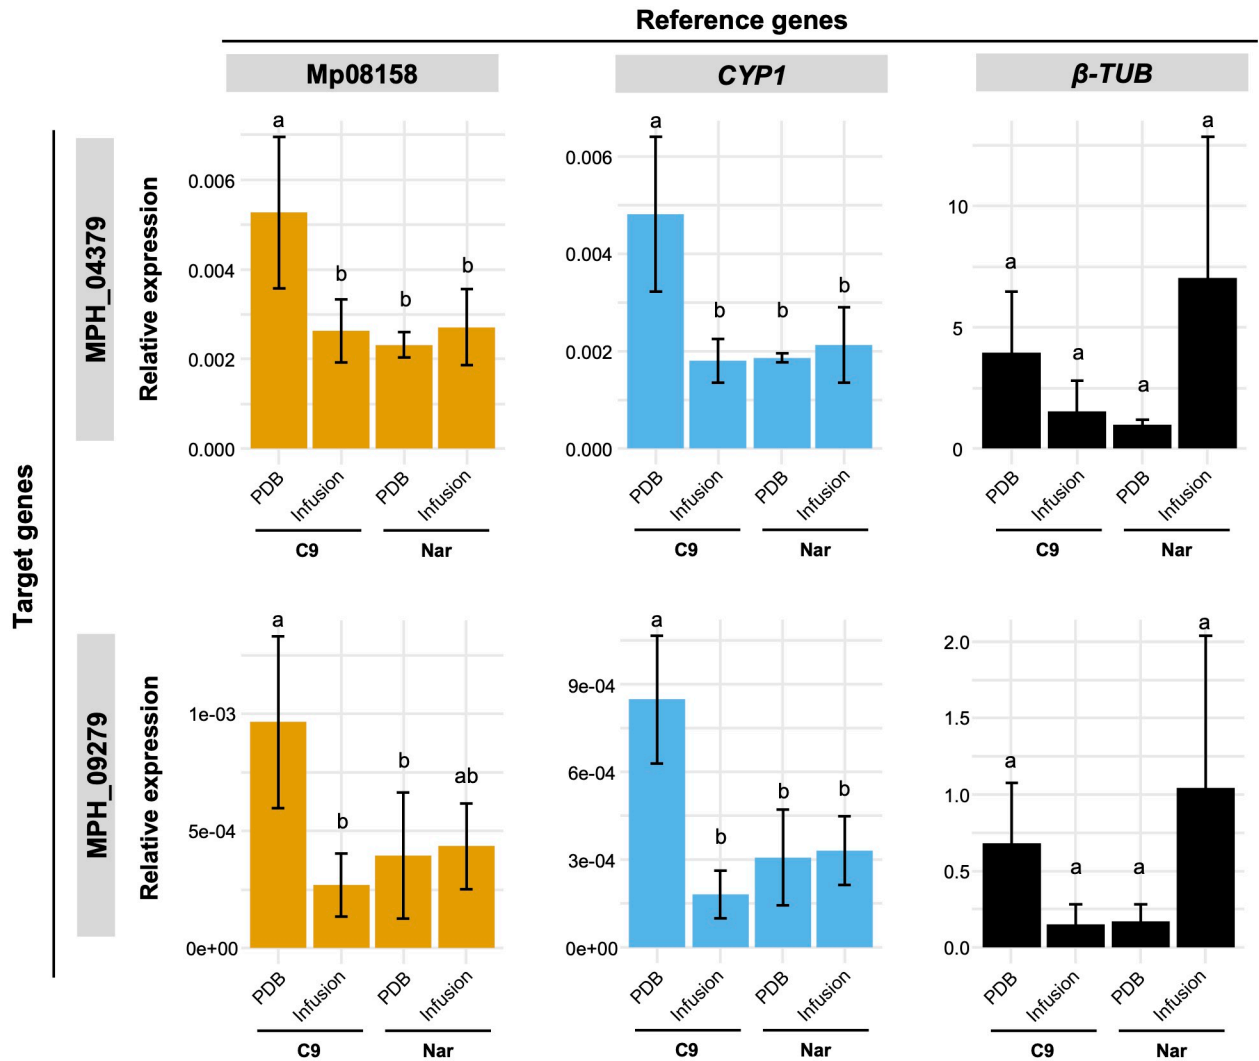 Reference genes
Mp08158
CYP1
β-TUB
Target genes
MPH_04379
Relative expression
0.006
0.004
0.002
0.000
a
b
b
b
PDB
Infusion
PDB
Infusion
C9
Nar
0.006
0.004
0.002
0.000
a
b
b
b
PDB
Infusion
PDB
Infusion
C9
Nar
10
5
0
a
a
a
a
PDB
Infusion
PDB
Infusion
C9
Nar
MPH_09279
Relative expression
1e-03
5e-04
0e+00
a
b
b
ab
PDB
Infusion
PDB
Infusion
C9
Nar
9e-04
6e-04
3e-04
0e+00
a
b
b
b
PDB
Infusion
PDB
Infusion
C9
Nar
2.0
1.5
1.0
0.5
0.0
a
a
a
a
PDB
Infusion
PDB
Infusion
C9
Nar